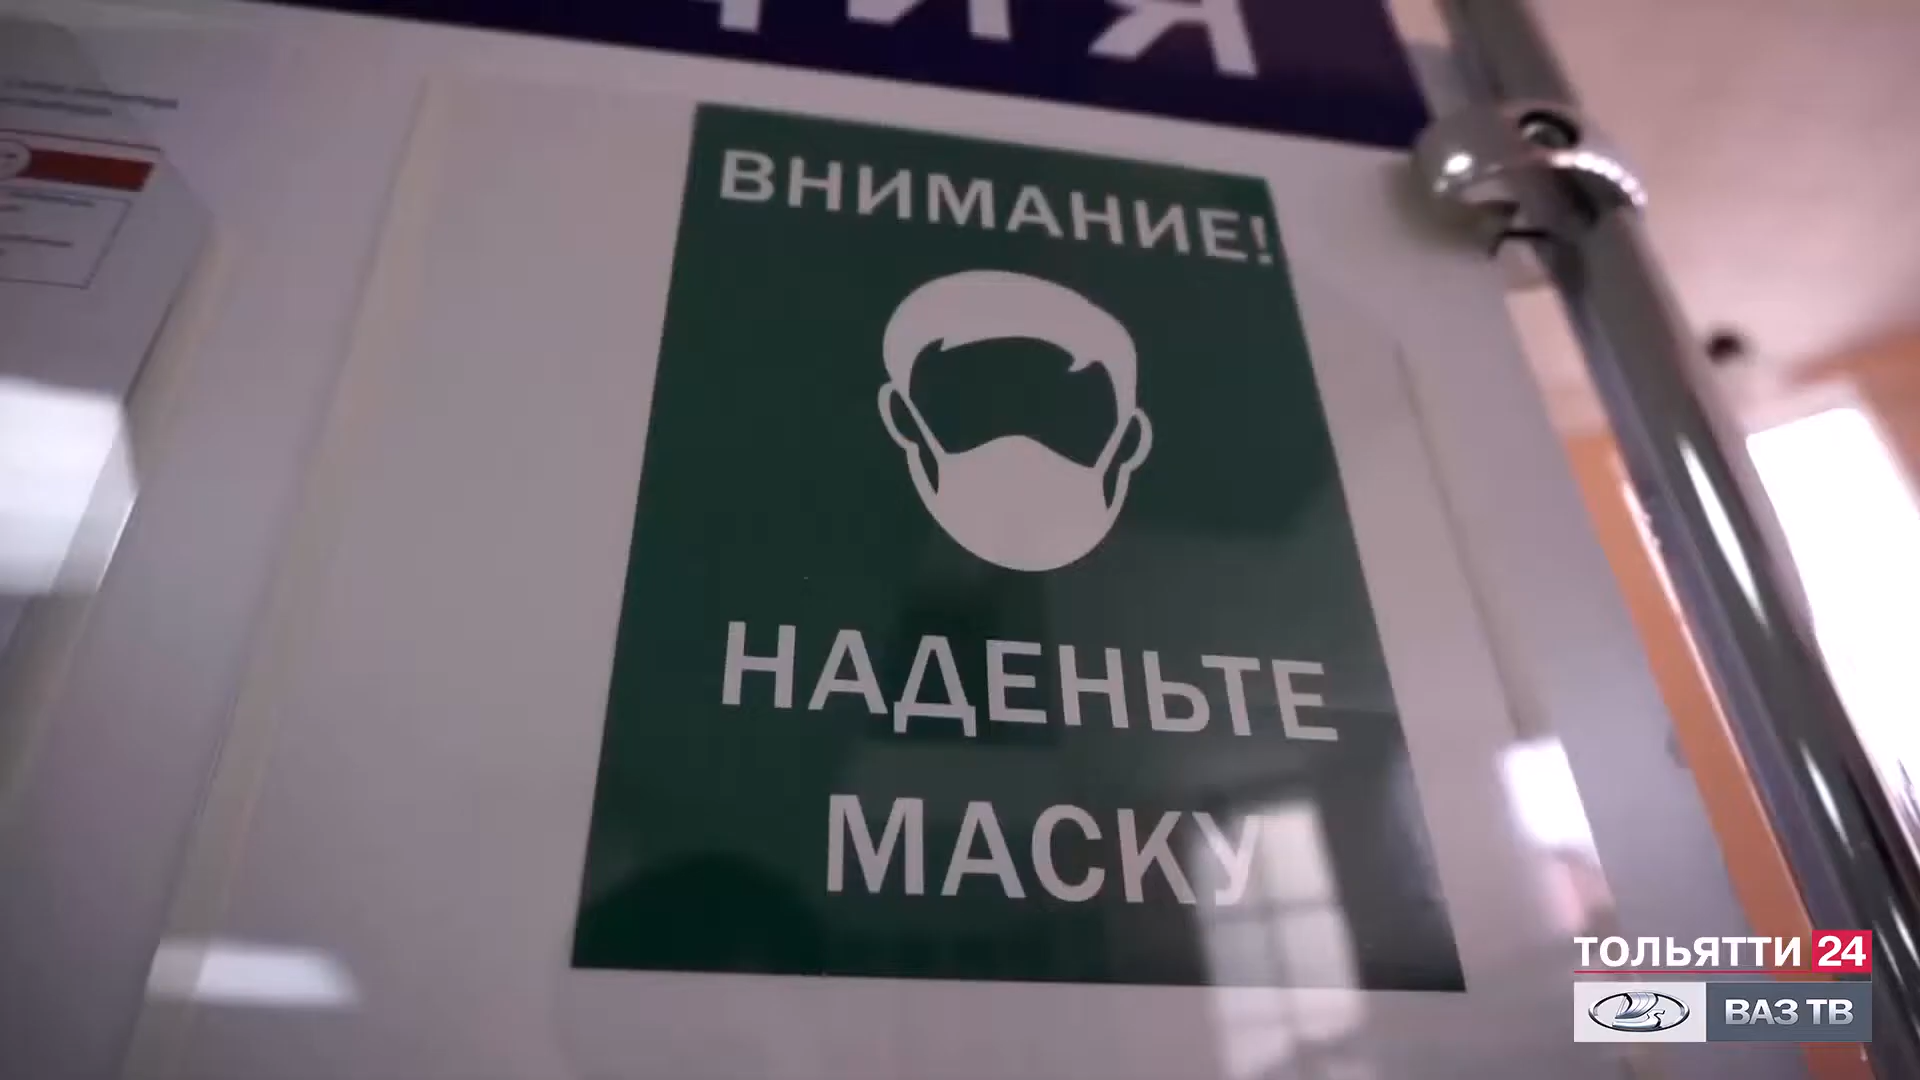 ВНИМАНИЕ!
НАДЕНЬТЕ
МАСКУ
ТОЛЬЯТТИ 24
ВАЗ ТВ